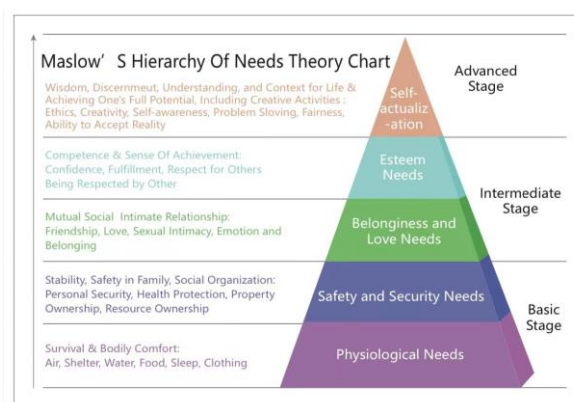 Maslow' S Hierarchy Of Needs Theory Chart
Wisdom, Discernmeut, Understanding, and Context for Life &
Achieving One's Full Potential, Including Creative Activities :
Ethics, Creativity, Self-awareness, Problem Sloving, Fairness,
Ability to Accept Reality
Self-
actualiz
-ation
Advanced
Stage
Competence & Sense Of Achievement:
Confidence, Fulfillment, Respect for Others
Being Respected by Other
Esteem
Needs
Intermediate
Stage
Mutual Social Intimate Relationship:
Friendship, Love, Sexual Intimacy, Emotion and
Belonging
Belonginess and
Love Needs
Stability, Safety in Family, Social Organization:
Personal Security, Health Protection, Property
Ownership, Resource Ownership
Safety and Security Needs
Basic
Stage
Survival & Bodily Comfort:
Air, Shelter, Water, Food, Sleep, Clothing
Physiological Needs